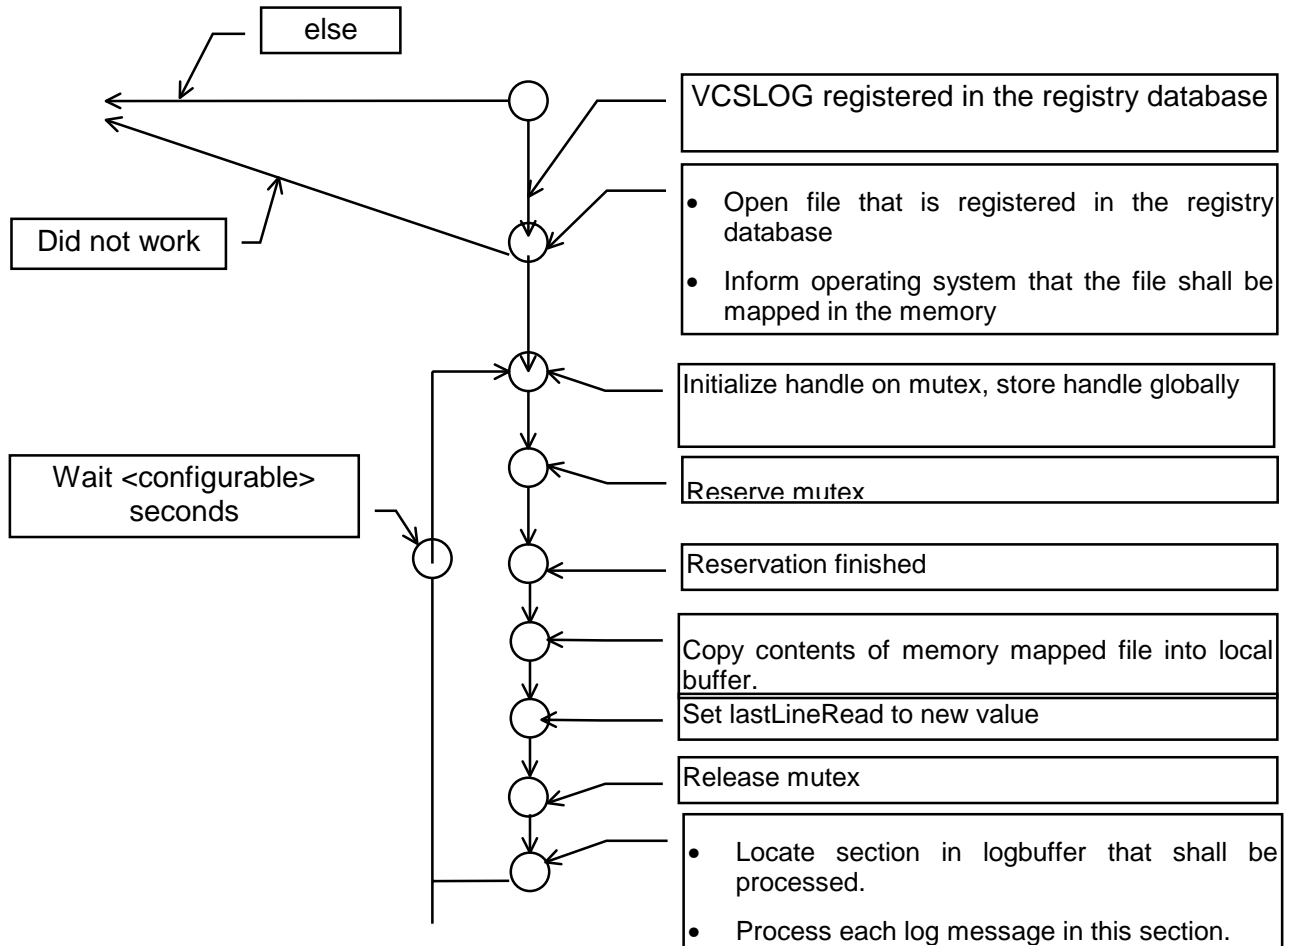 else
VCSLOG registered in the registry database
• Open file that is registered in the registry
database
• Inform operating system that the file shall be
mapped in the memory
Did not work
Initialize handle on mutex, store handle globally
Wait <configurable>
seconds
Reserve mutex
Reservation finished
Copy contents of memory mapped file into local
buffer.
Set lastLineRead to new value
Release mutex
• Locate section in logbuffer that shall be
processed.
• Process each log message in this section.